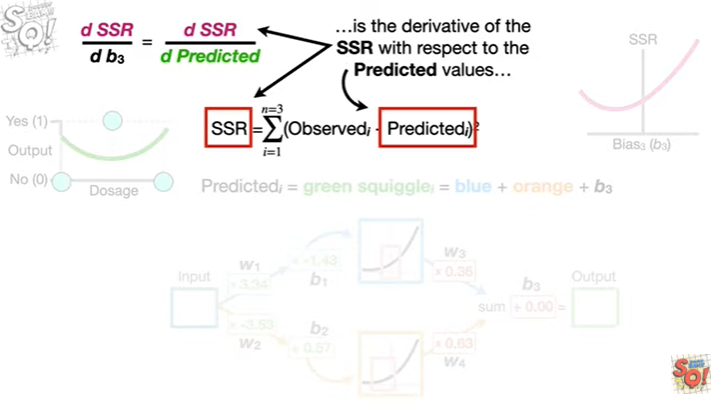 d SSR
d b₃
=
d SSR
d Predicted
…is the derivative of the
SSR with respect to the
Predicted values…
SSR = n=3 ∑ i=1 (Observedᵢ - Predictedᵢ)²
SSR
Bias₃ (b₃)
Yes (1)
Output
No (0)
Dosage
Predictedᵢ = green squiggleᵢ = blue + orange + b₃
Input
w₁
x 3.34
x -1.43
b₁
w₃
x 0.36
b₃
Output
sum
+ 0.00
=
x -3.53
w₂
b₂
x 0.57
x 0.63
w₄
SQ!
SQ!